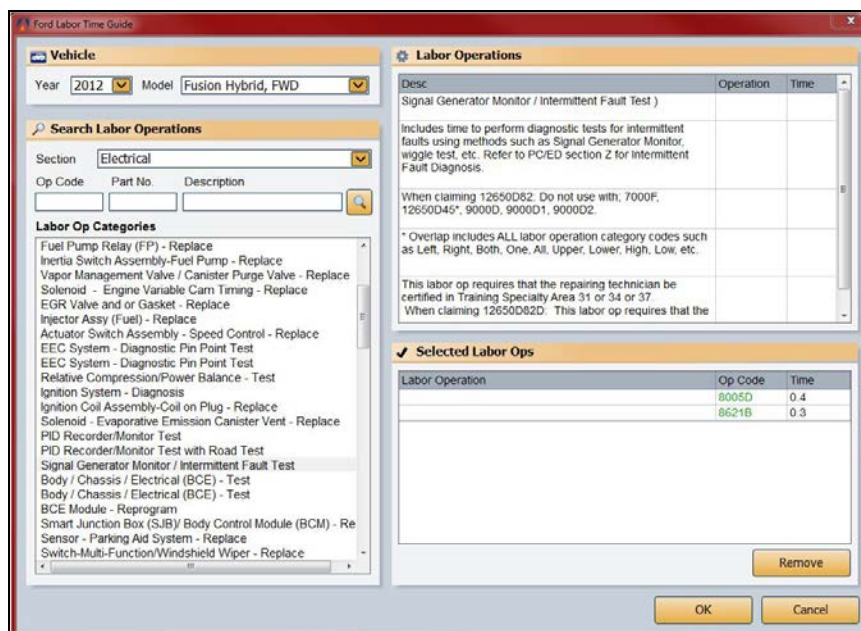 Ford Labor Time Guide
x
Vehicle
Year 2012 Model Fusion Hybrid, FWD
Search Labor Operations
Section Electrical
Op Code Part No. Description
Labor Op Categories
Fuel Pump Relay (FP) - Replace
Inertia Switch Assembly-Fuel Pump - Replace
Vapor Management Valve / Canister Purge Valve - Replace
Solenoid - Engine Variable Cam Timing - Replace
EGR Valve and or Gasket - Replace
Injector Assy (Fuel) - Replace
Actuator Switch Assembly - Speed Control - Replace
EEC System - Diagnostic Pin Point Test
EEC System - Diagnostic Pin Point Test
Relative Compression/Power Balance - Test
Ignition System - Diagnosis
Ignition Coil Assembly-Coil on Plug - Replace
Solenoid - Evaporative Emission Canister Vent - Replace
PID Recorder/Monitor Test
PID Recorder/Monitor Test with Road Test
Signal Generator Monitor / Intermittent Fault Test
Body / Chassis / Electrical (BCE) - Test
Body / Chassis / Electrical (BCE) - Test
BCE Module - Reprogram
Smart Junction Box (SJB)/ Body Control Module (BCM) - Re
Sensor - Parking Aid System - Replace
Switch-Multi-Function/Windshield Wiper - Replace
Labor Operations
Desc Operation Time
Signal Generator Monitor / Intermittent Fault Test )
Includes time to perform diagnostic tests for intermittent
faults using methods such as Signal Generator Monitor,
wiggle test, etc. Refer to PC/ED section Z for Intermittent
Fault Diagnosis.
When claiming 12650D82: Do not use with; 7000F,
12650D45*, 9000D, 9000D1, 9000D2.
* Overlap includes ALL labor operation category codes such
as Left, Right, Both, One, All, Upper, Lower, High, Low, etc.
This labor op requires that the repairing technician be
certified in Training Specialty Area 31 or 34 or 37.
When claiming 12650D82D: This labor op requires that the
Selected Labor Ops
Labor Operation Op Code Time
8005D 0.4
8621B 0.3
Remove
OK Cancel